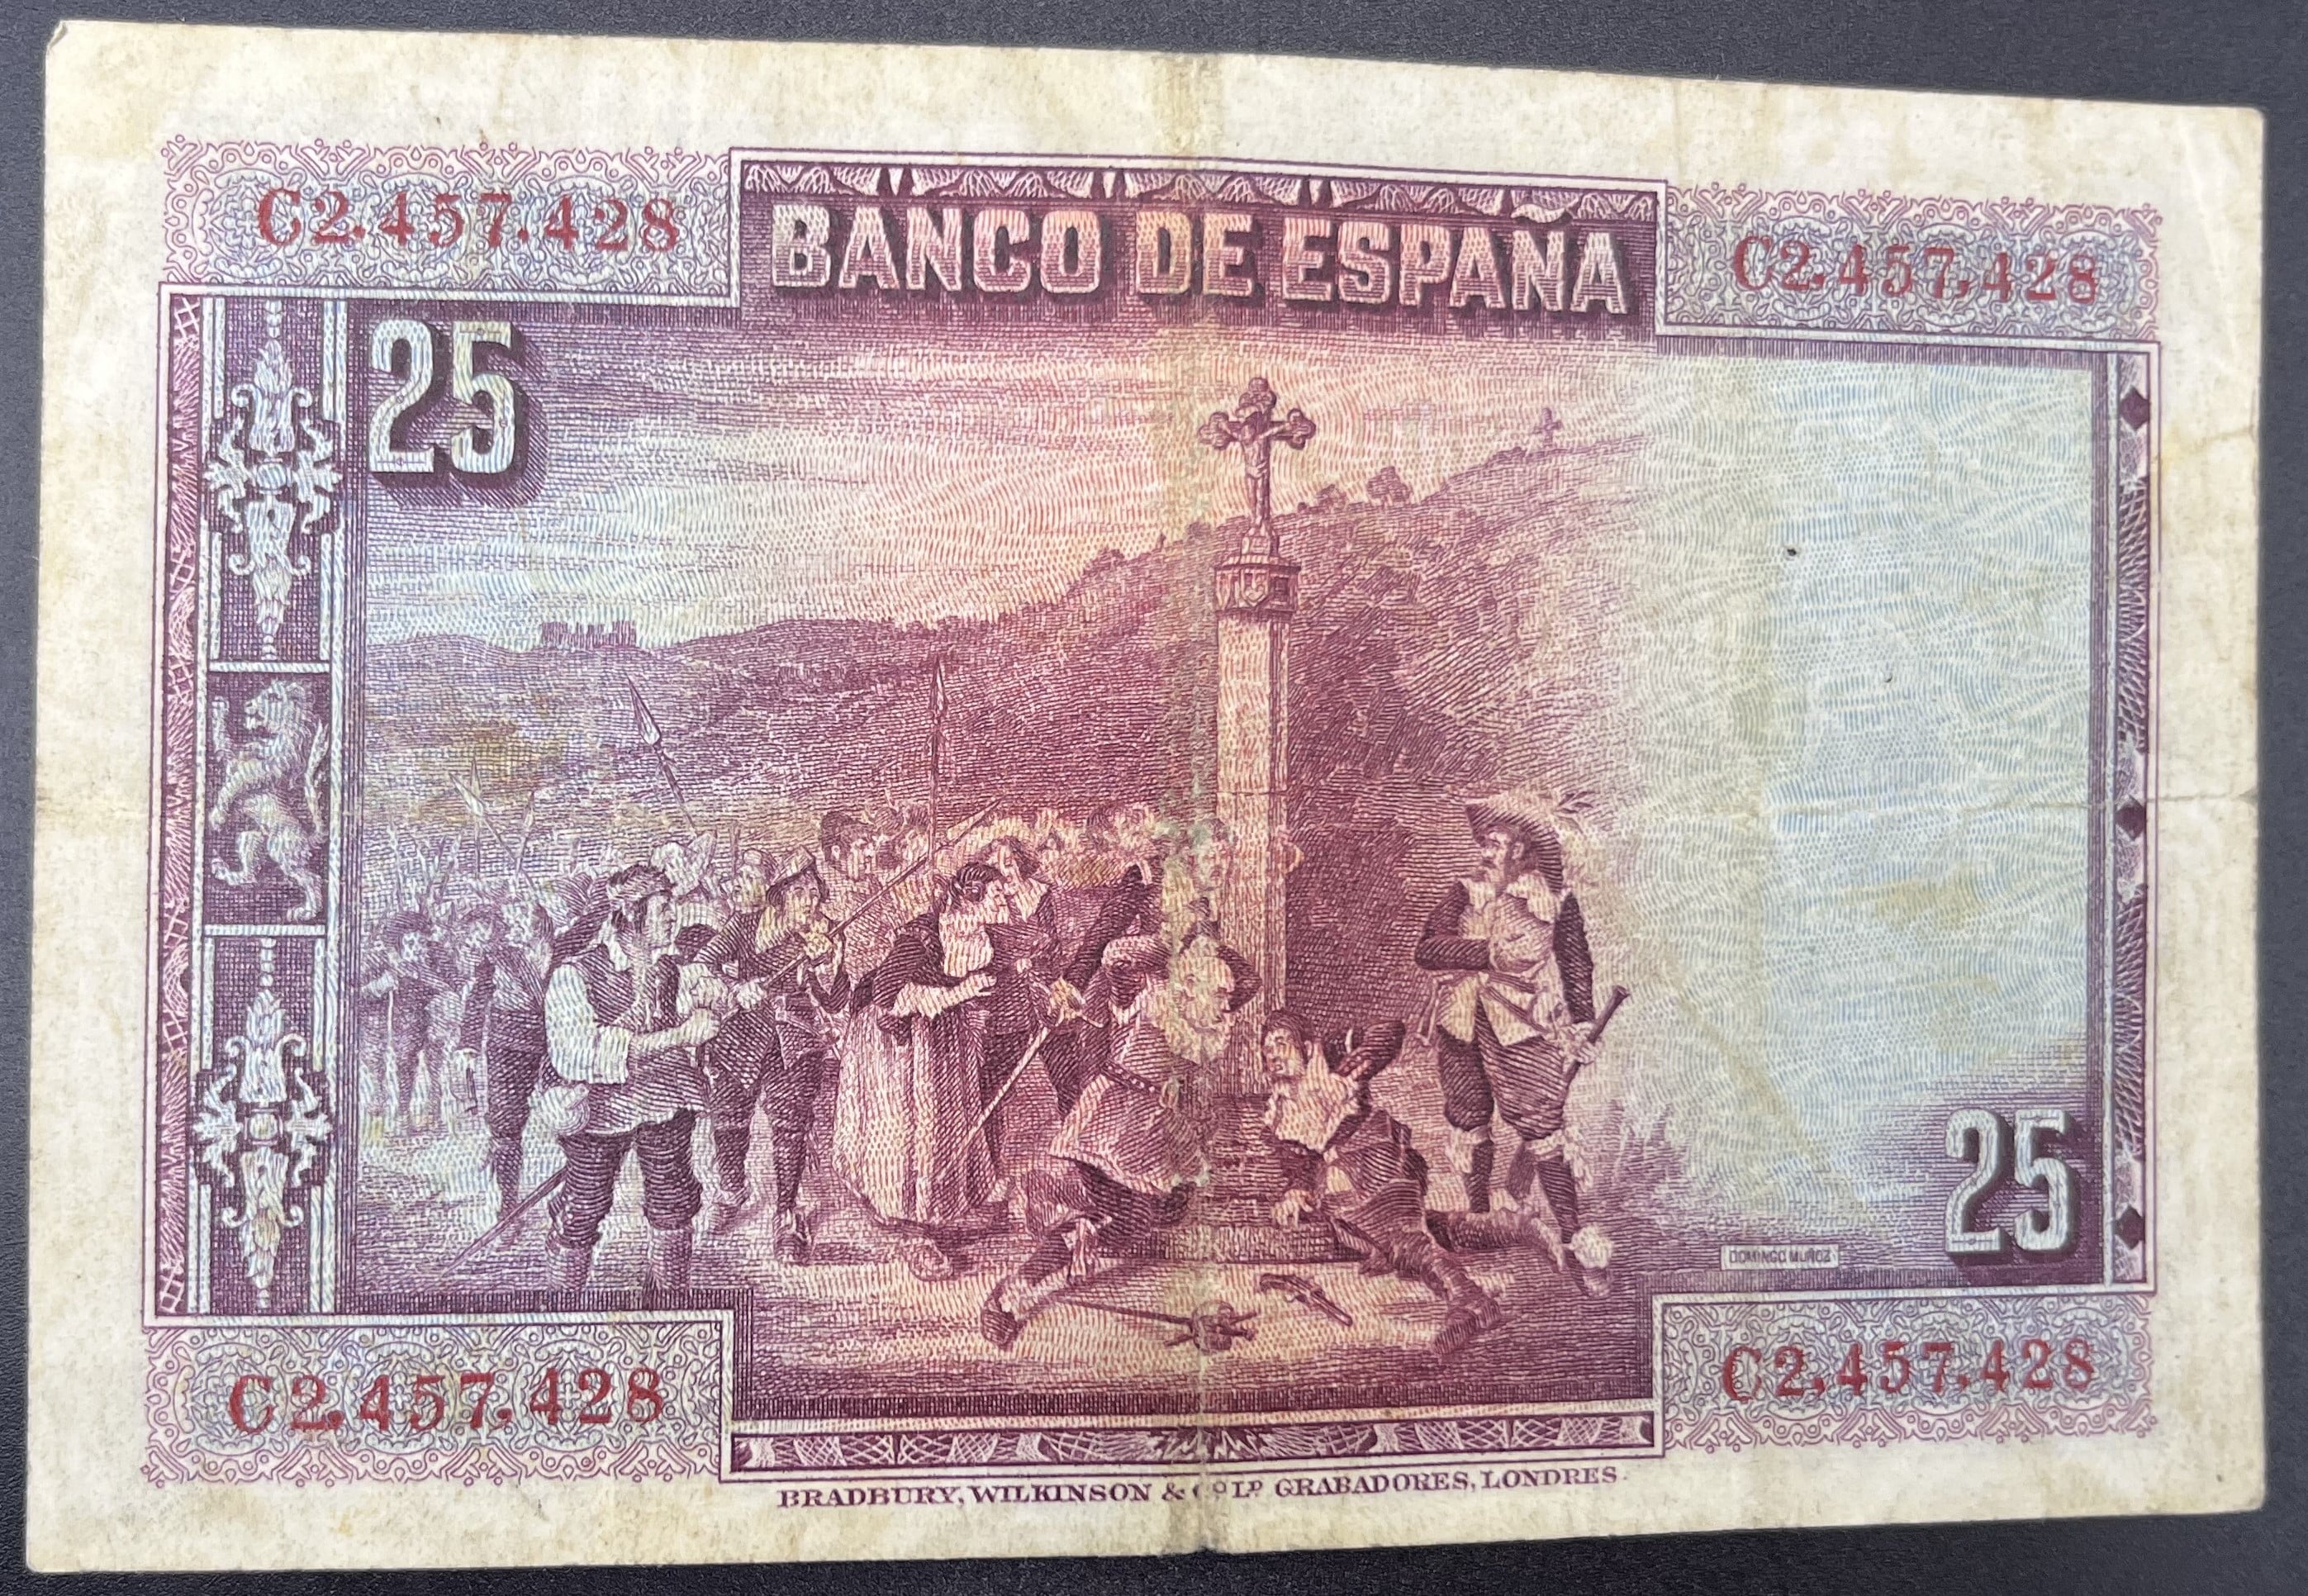 C2,457,428
BANCO DE ESPAÑA
C2,457,428
25
25
DOMINGO MUÑOZ
C2,457,428
C2,457,428
BRADBURY, WILKINSON & Cº Lᴰ GRABADORES, LONDRES.